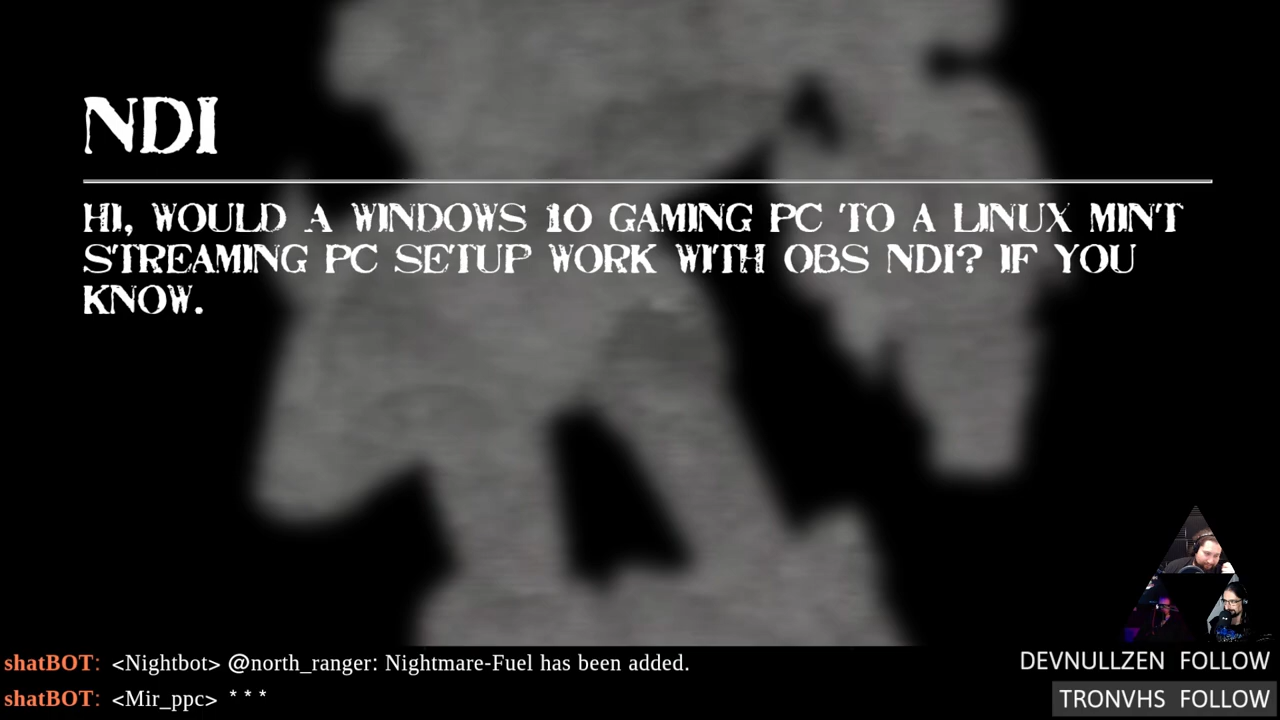 NDI
HI, WOULD A WINDOWS 10 GAMING PC TO A LINUX MINT
STREAMING PC SETUP WORK WITH OBS NDI? IF YOU
KNOW.
shatBOT: <Nightbot> @north_ranger: Nightmare-Fuel has been added.
DEVNULLZEN FOLLOW
shatBOT: <Mir_ppc> * * *
TRONVHS FOLLOW